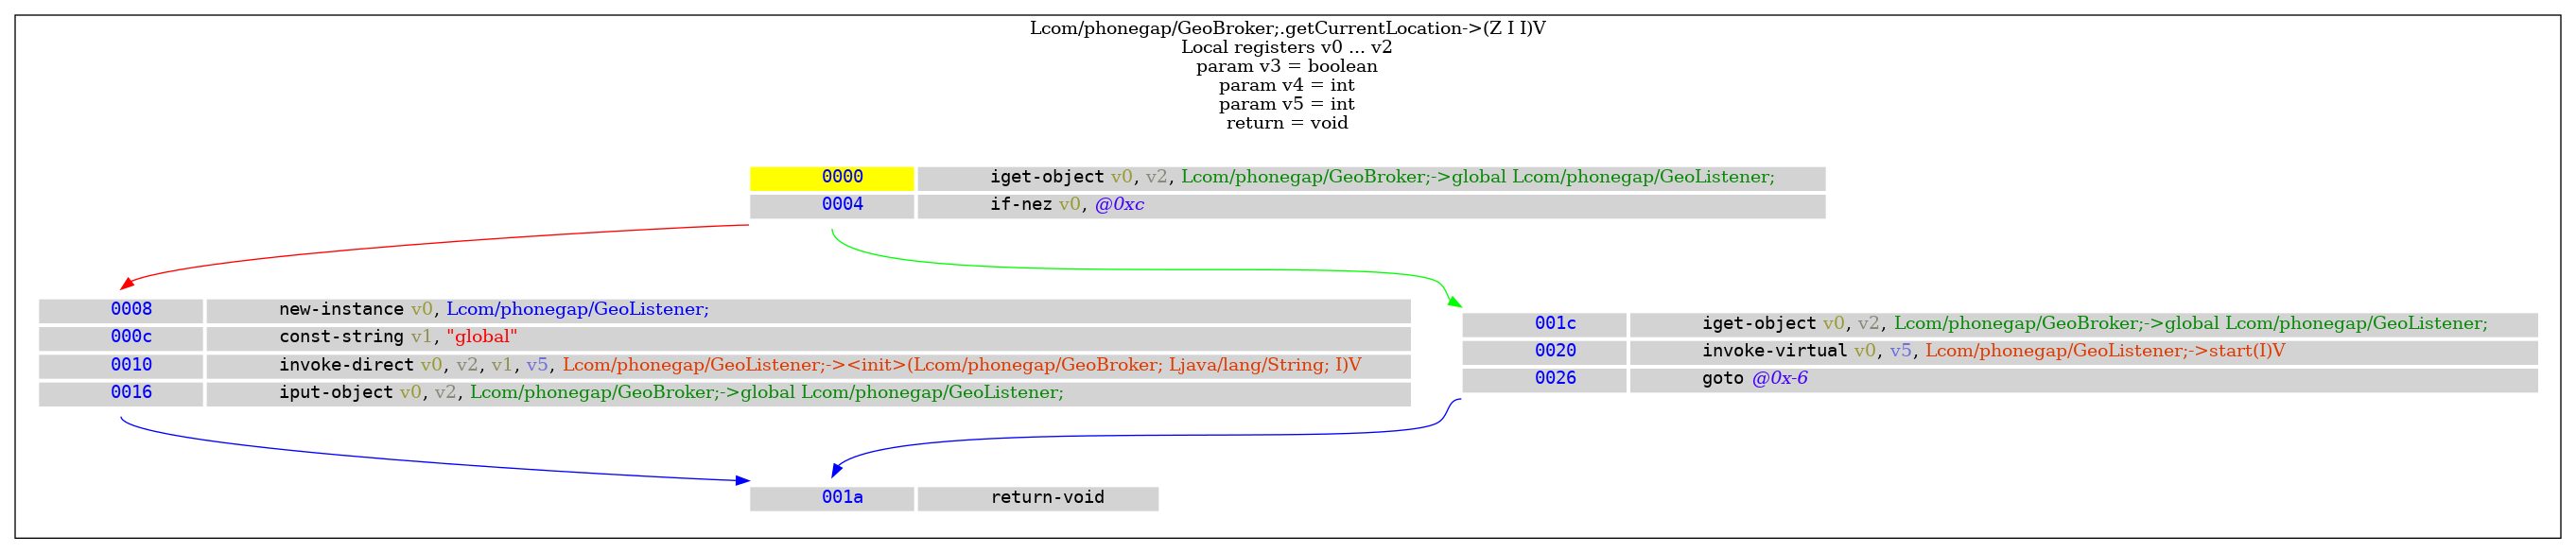 Lcom/phonegap/GeoBroker;.getCurrentLocation->(Z I I)V
Local registers v0 ... v2
param v3 = boolean
param v4 = int
param v5 = int
return = void
0000 iget-object v0, v2, Lcom/phonegap/GeoBroker;->global Lcom/phonegap/GeoListener;
0004 if-nez v0, @0xc
0008 new-instance v0, Lcom/phonegap/GeoListener;
000c const-string v1, "global"
0010 invoke-direct v0, v2, v1, v5, Lcom/phonegap/GeoListener;-><init>(Lcom/phonegap/GeoBroker; Ljava/lang/String; I)V
0016 iput-object v0, v2, Lcom/phonegap/GeoBroker;->global Lcom/phonegap/GeoListener;
001c iget-object v0, v2, Lcom/phonegap/GeoBroker;->global Lcom/phonegap/GeoListener;
0020 invoke-virtual v0, v5, Lcom/phonegap/GeoListener;->start(I)V
0026 goto @0x-6
001a return-void